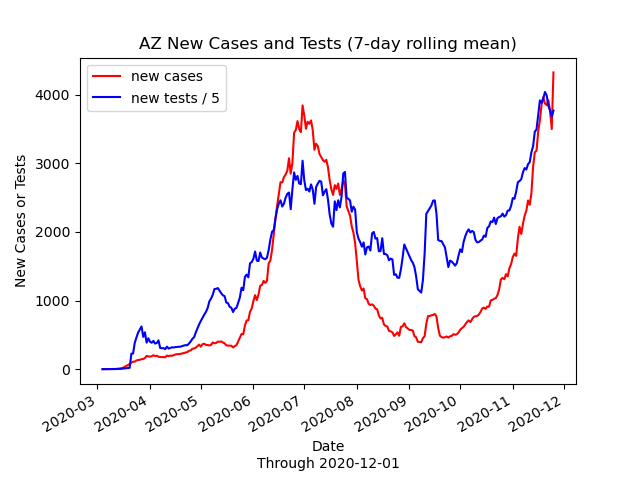 AZ New Cases and Tests (7-day rolling mean)
new cases
new tests / 5
New Cases or Tests
4000
3000
2000
1000
0
2020-03
2020-04
2020-05
2020-06
2020-07
2020-08
2020-09
2020-10
2020-11
2020-12
Date
Through 2020-12-01